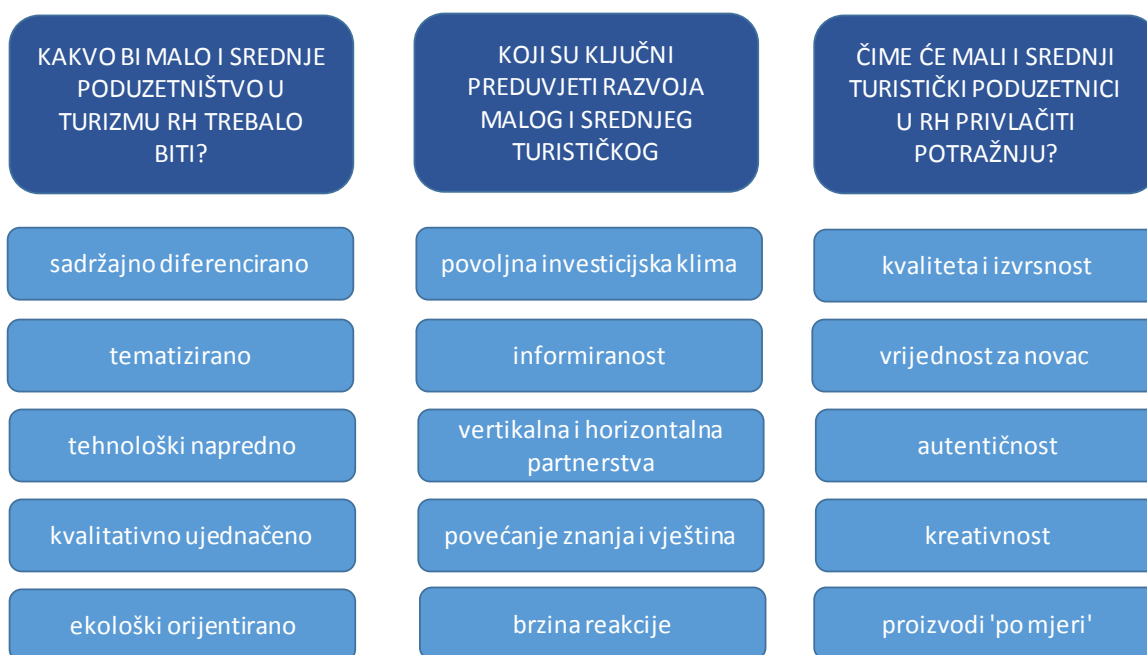 KAKVO BI MALO I SREDNJE
PODUZETNIŠTVO U
TURIZMU RH TREBALO
BITI?
sadržajno diferencirano
tematizirano
tehnološki napredno
kvalitativno ujednačeno
ekološki orijentirano
KOJI SU KLJUČNI
PREDUVJETI RAZVOJA
MALOG I SREDNJEG
TURISTIČKOG
povoljna investicijska klima
informiranost
vertikalna i horizontalna
partnerstva
povećanje znanja i vještina
brzina reakcije
ČIME ĆE MALI I SREDNJI
TURISTIČKI PODUZETNICI
U RH PRIVLAČITI
POTRAŽNJU?
kvaliteta i izvrsnost
vrijednost za novac
autentičnost
kreativnost
proizvodi 'po mjeri'